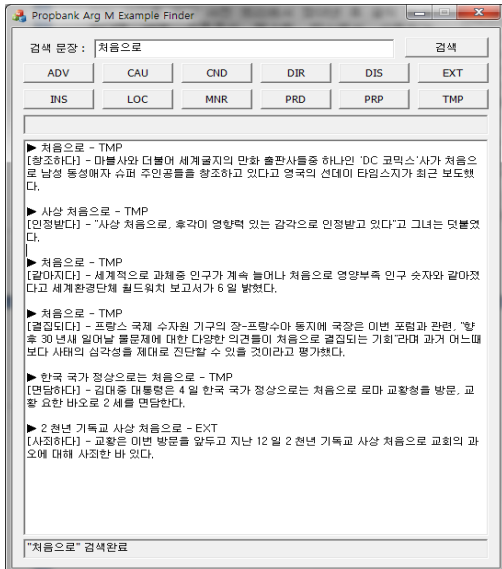 Propbank Arg M Example Finder
검색 문장 : 처음으로 검색
ADV CAU CND DIR DIS EXT
INS LOC MNR PRD PRP TMP
▶ 처음으로 - TMP
[창조하다] - 마블사와 더불어 세계굴지의 만화 출판사들중 하나인 'DC 코믹스'사가 처음으
로 남성 동성애자 슈퍼 주인공들을 창조하고 있다고 영국의 선데이 타임스지가 최근 보도했
다.
▶ 사상 처음으로 - TMP
[인정받다] - "사상 처음으로, 후각이 영향력 있는 감각으로 인정받고 있다"고 그녀는 덧붙였
다.
▶ 처음으로 - TMP
[같아지다] - 세계적으로 과체중 인구가 계속 늘어나 처음으로 영양부족 인구 숫자와 같아졌
다고 세계환경단체 월드워치 보고서가 6 일 밝혔다.
▶ 처음으로 - TMP
[결집되다] - 프랑스 국제 수자원 기구의 장-프랑수아 동지에 국장은 이번 포럼과 관련, "향
후 30 년새 일어날 물문제에 대한 다양한 의견들이 처음으로 결집되는 기회"라며 과거 어느때
보다 사태의 심각성을 제대로 진단할 수 있을 것이라고 평가했다.
▶ 한국 국가 정상으로는 처음으로 - TMP
[면담하다] - 김대중 대통령은 4 일 한국 국가 정상으로는 처음으로 로마 교황청을 방문, 교
황 요한 바오로 2 세를 면담한다.
▶ 2 천년 기독교 사상 처음으로 - EXT
[사죄하다] - 교황은 이번 방문을 앞두고 지난 12 일 2 천년 기독교 사상 처음으로 교회의 과
오에 대해 사죄한 바 있다.
"처음으로" 검색완료